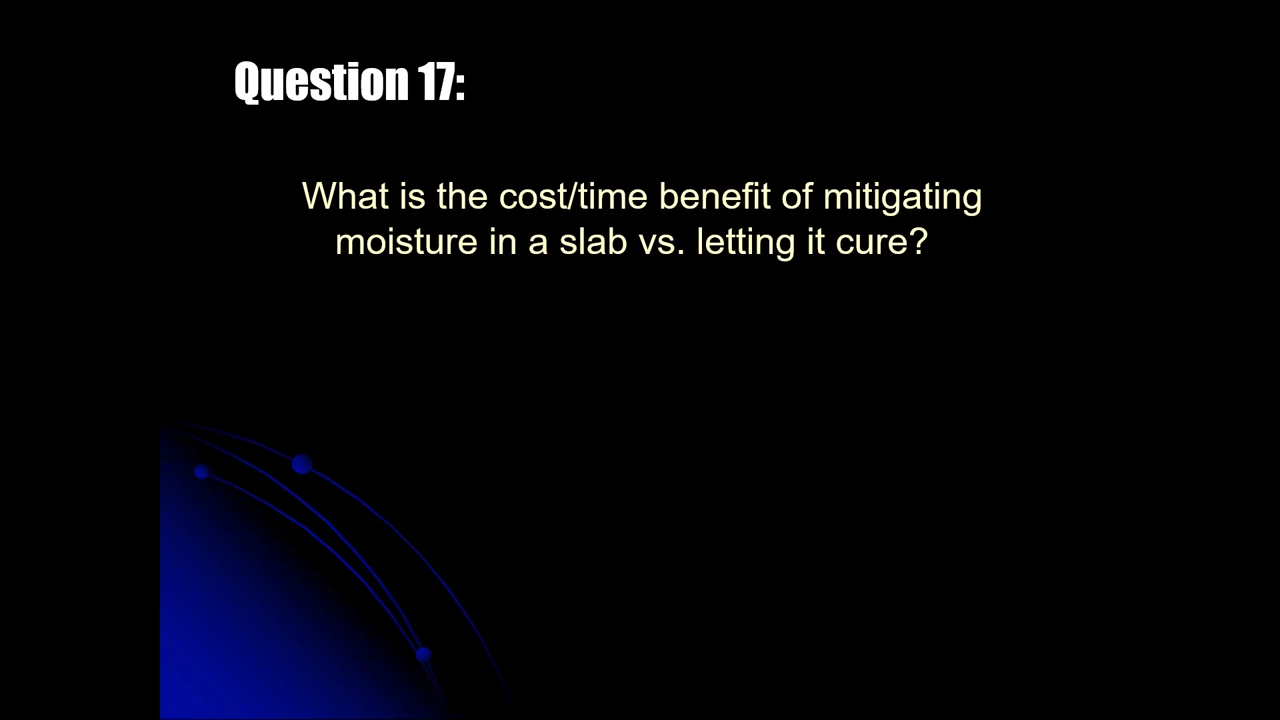 Question 17:
What is the cost/time benefit of mitigating
moisture in a slab vs. letting it cure?